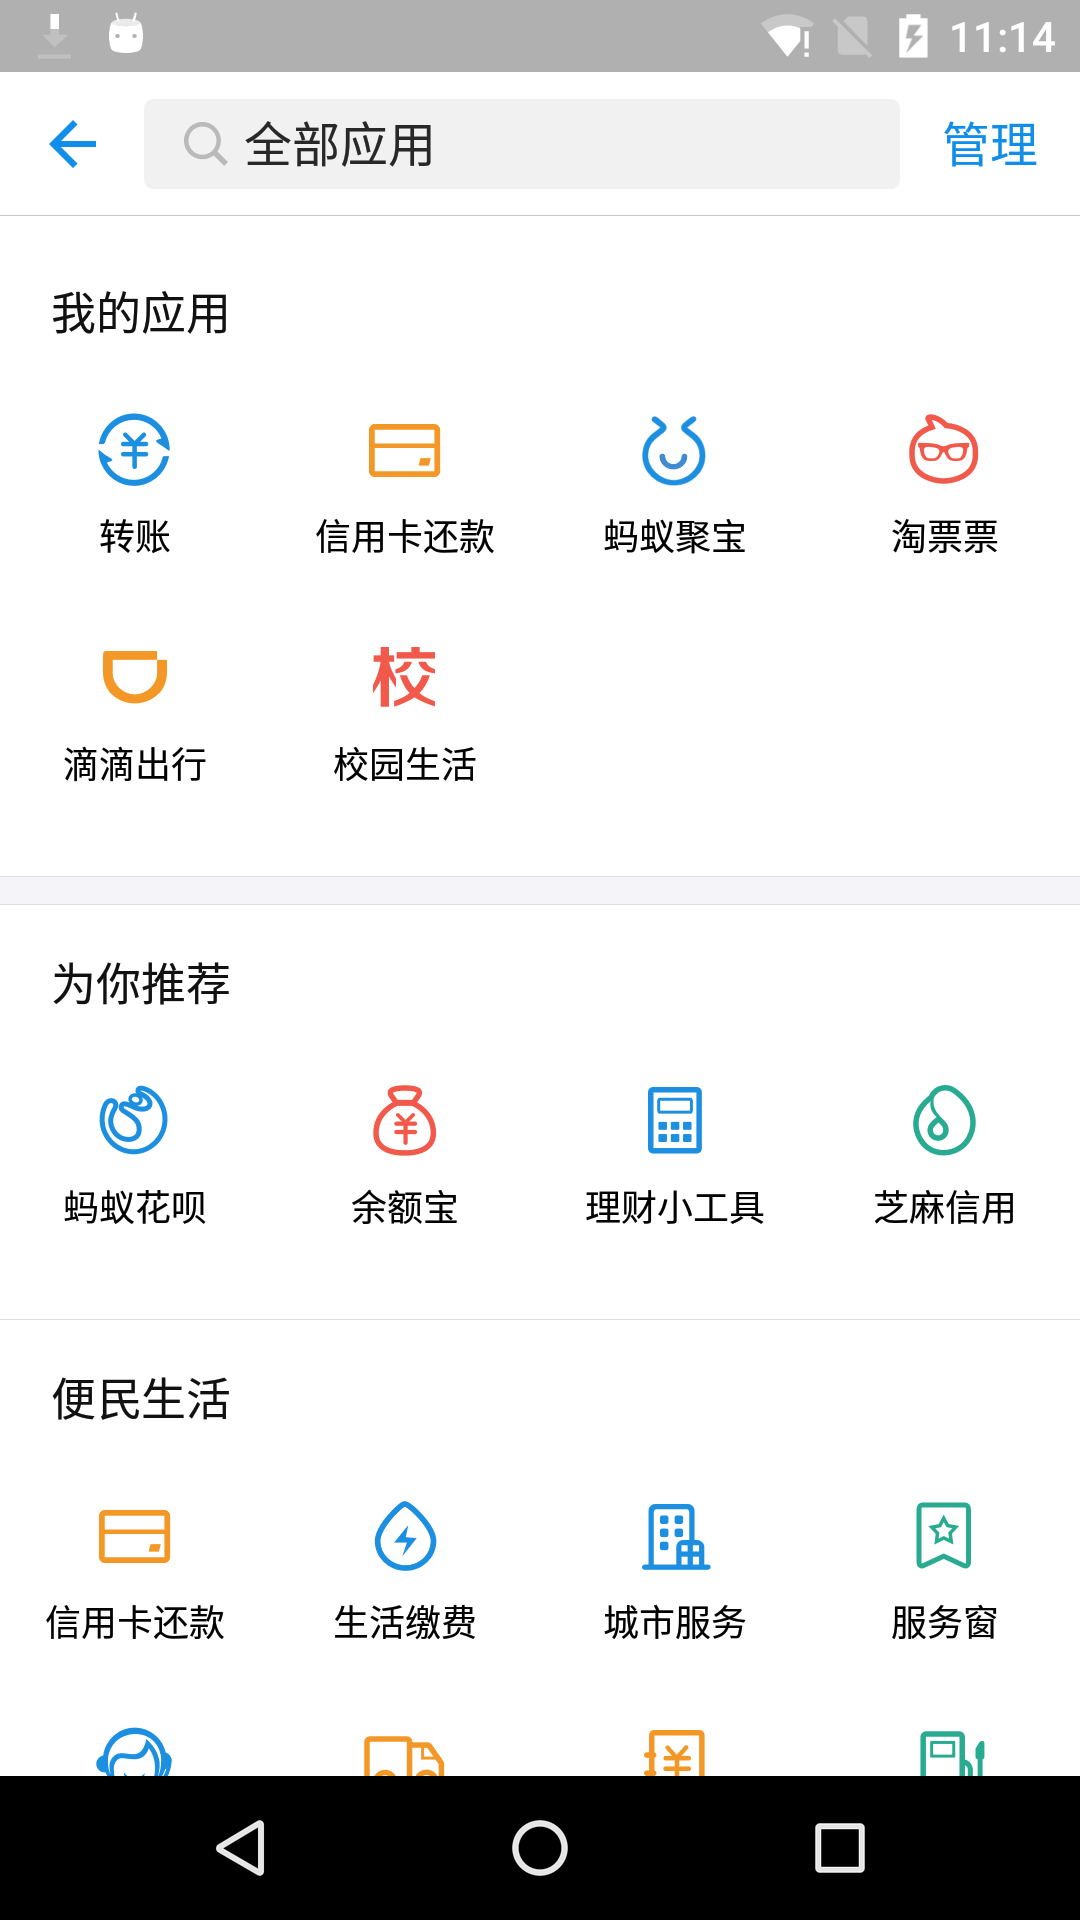 11:14
全部应用 管理
我的应用
转账 信用卡还款 蚂蚁聚宝 淘票票
校
滴滴出行 校园生活
为你推荐
蚂蚁花呗 余额宝 理财小工具 芝麻信用
便民生活
信用卡还款 生活缴费 城市服务 服务窗